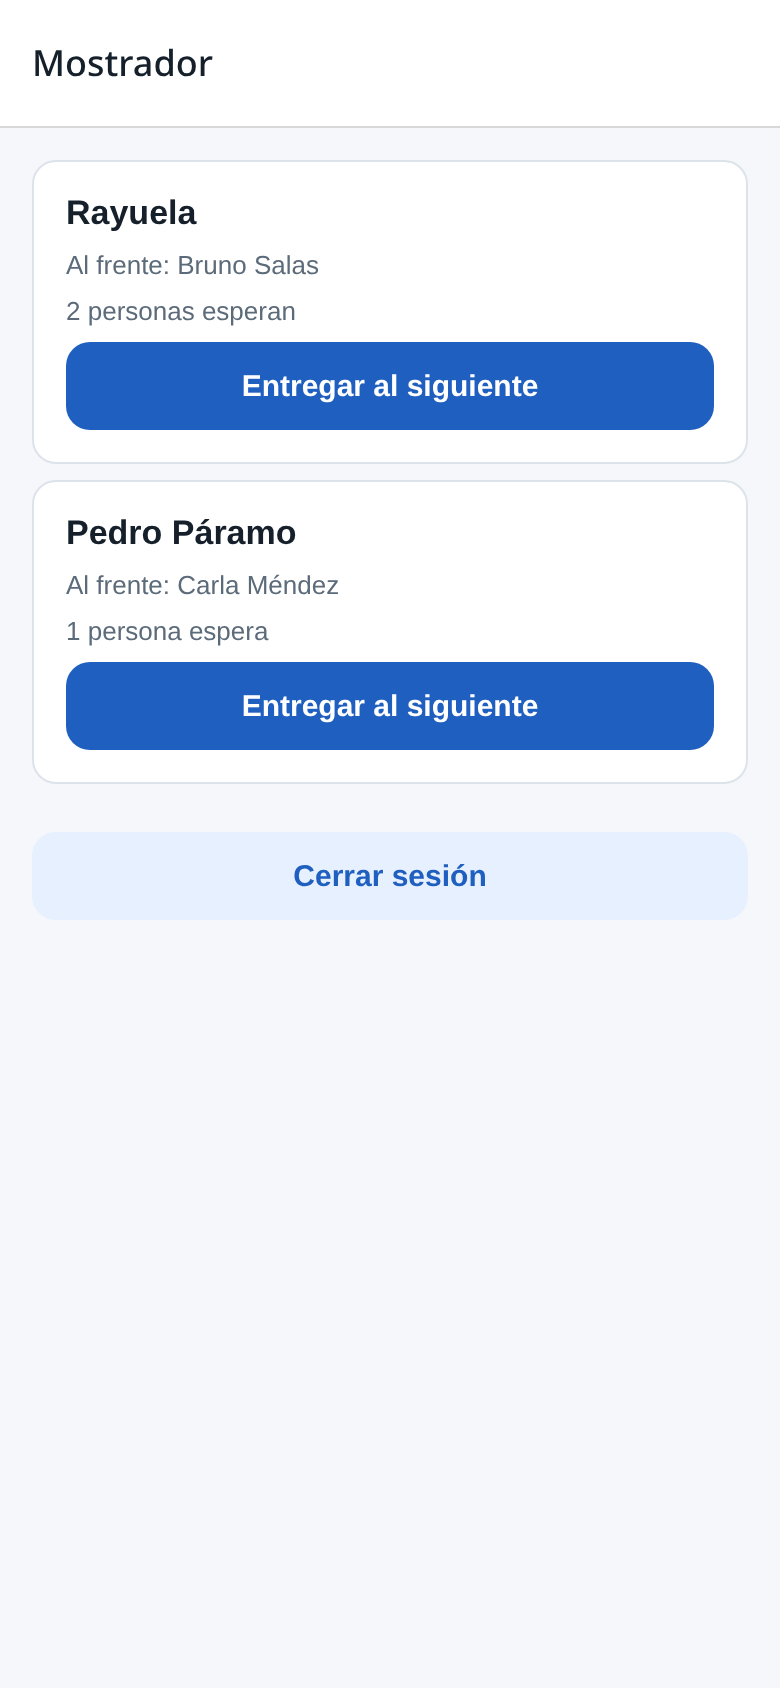 Mostrador
Rayuela
Al frente: Bruno Salas
2 personas esperan
Entregar al siguiente
Pedro Páramo
Al frente: Carla Méndez
1 persona espera
Entregar al siguiente
Cerrar sesión